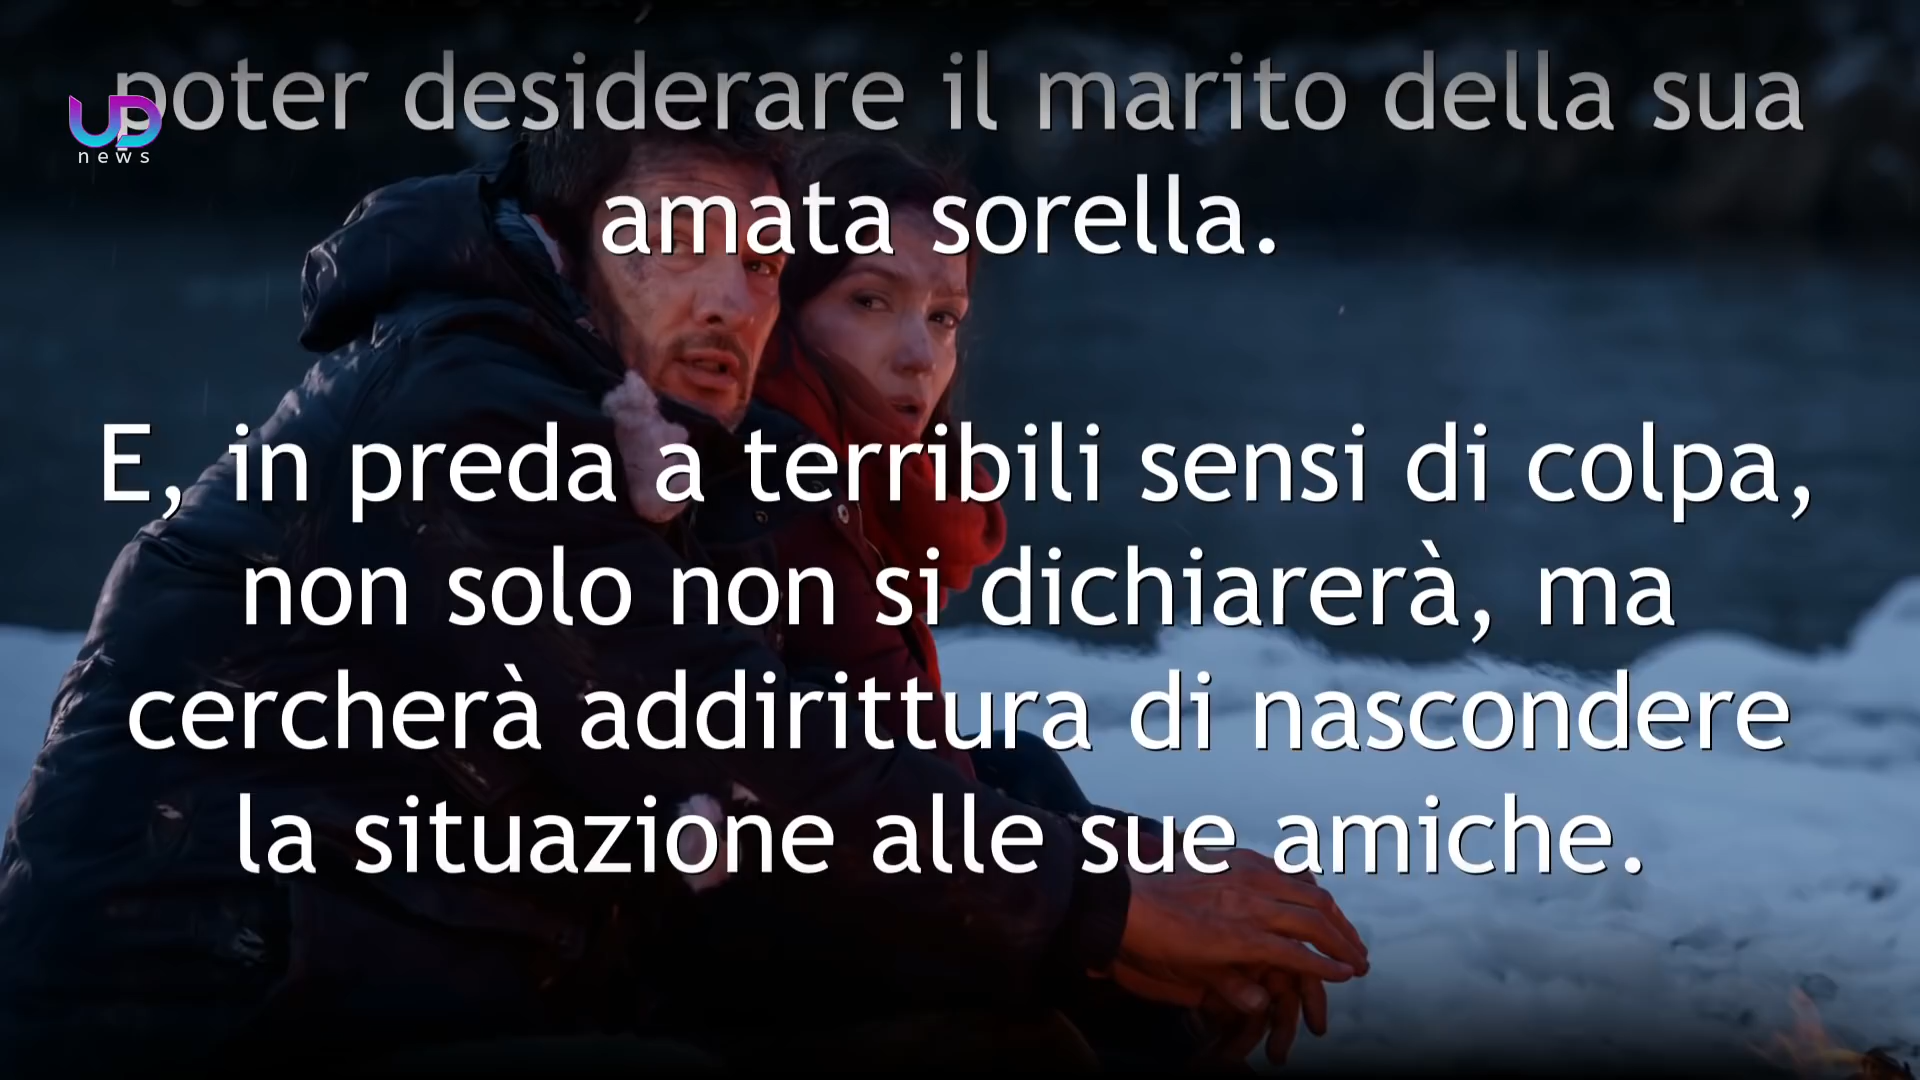 poter desiderare il marito della sua
UD
news
amata sorella.
E, in preda a terribili sensi di colpa,
non solo non si dichiarerà, ma
cercherà addirittura di nascondere
la situazione alle sue amiche.